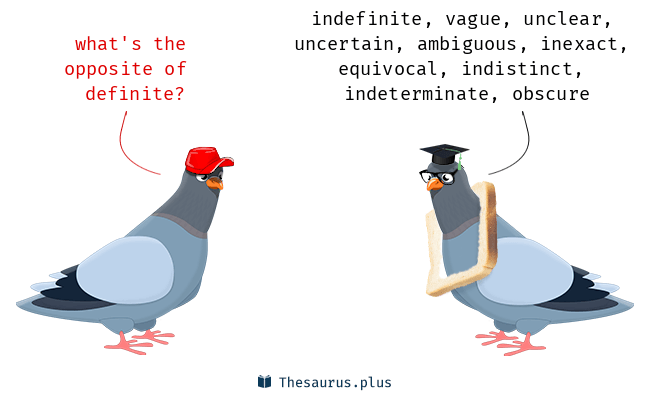 what's the
opposite of
definite?
indefinite, vague, unclear,
uncertain, ambiguous, inexact,
equivocal, indistinct,
indeterminate, obscure
Thesaurus.plus